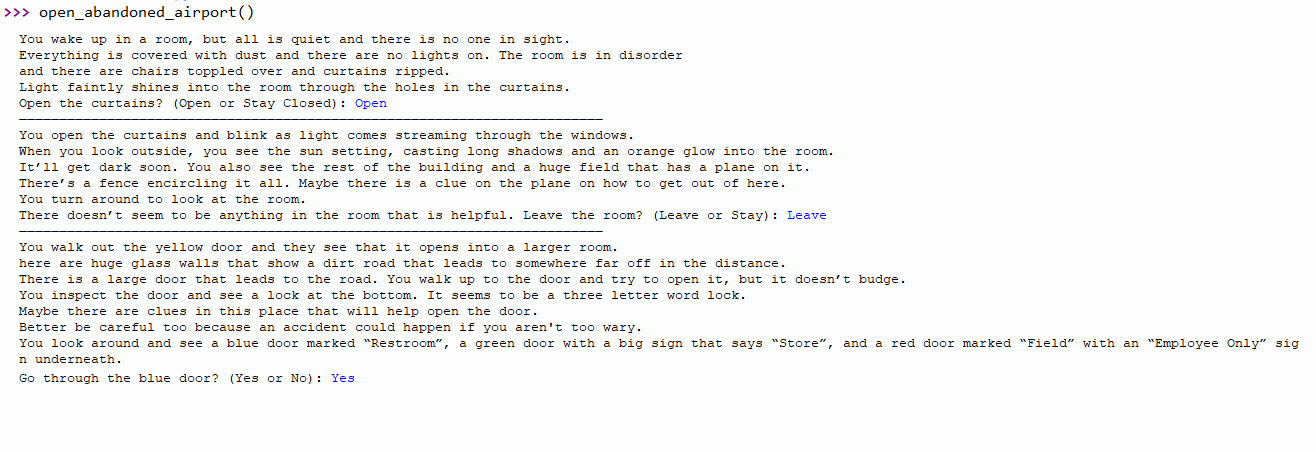 >>> open_abandoned_airport()
You wake up in a room, but all is quiet and there is no one in sight.
Everything is covered with dust and there are no lights on. The room is in disorder
and there are chairs toppled over and curtains ripped.
Light faintly shines into the room through the holes in the curtains.
Open the curtains? (Open or Stay Closed): Open
You open the curtains and blink as light comes streaming through the windows.
When you look outside, you see the sun setting, casting long shadows and an orange glow into the room.
It’ll get dark soon. You also see the rest of the building and a huge field that has a plane on it.
There’s a fence encircling it all. Maybe there is a clue on the plane on how to get out of here.
You turn around to look at the room.
There doesn’t seem to be anything in the room that is helpful. Leave the room? (Leave or Stay): Leave
You walk out the yellow door and they see that it opens into a larger room.
here are huge glass walls that show a dirt road that leads to somewhere far off in the distance.
There is a large door that leads to the road. You walk up to the door and try to open it, but it doesn’t budge.
You inspect the door and see a lock at the bottom. It seems to be a three letter word lock.
Maybe there are clues in this place that will help open the door.
Better be careful too because an accident could happen if you aren't too wary.
You look around and see a blue door marked “Restroom”, a green door with a big sign that says “Store”, and a red door marked “Field” with an “Employee Only” sig
n underneath.
Go through the blue door? (Yes or No): Yes